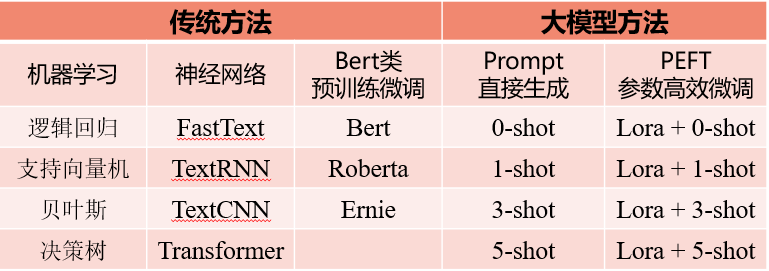 传统方法 大模型方法
机器学习 神经网络 Bert类 预训练微调 Prompt 直接生成 PEFT 参数高效微调
逻辑回归 FastText Bert 0-shot Lora + 0-shot
支持向量机 TextRNN Roberta 1-shot Lora + 1-shot
贝叶斯 TextCNN Ernie 3-shot Lora + 3-shot
决策树 Transformer 5-shot Lora + 5-shot